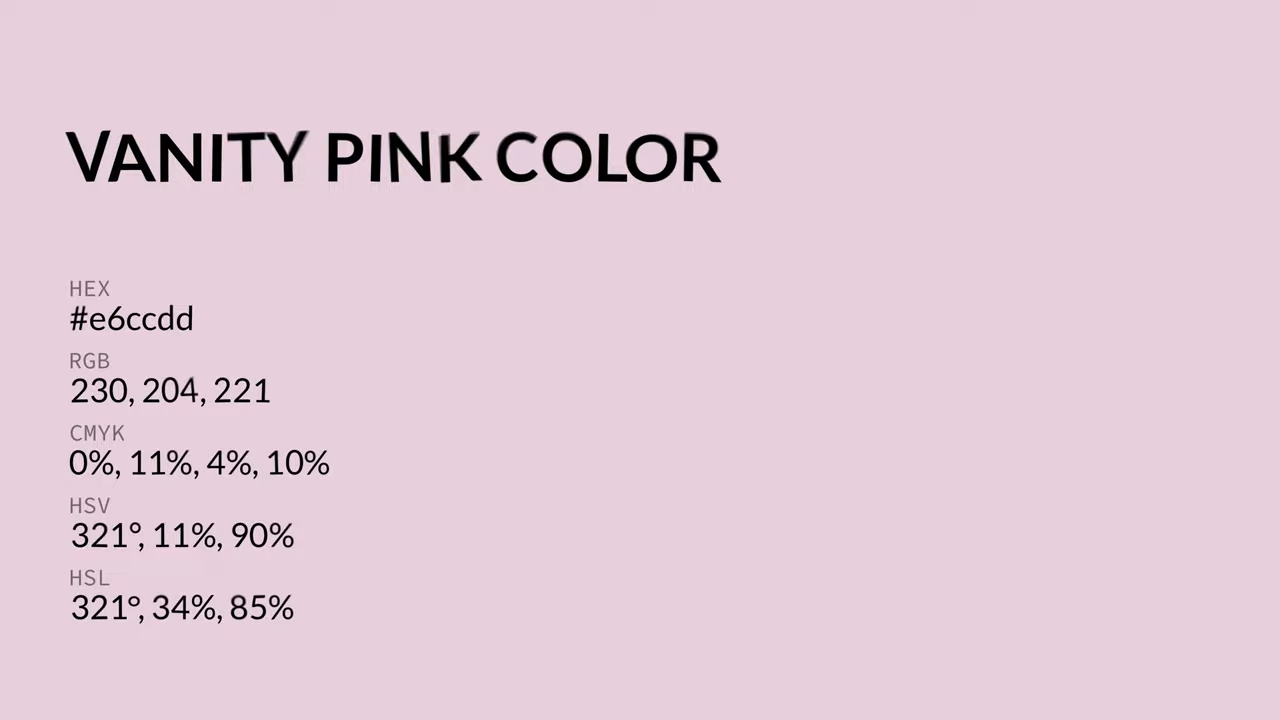 VANITY PINK COLOR
HEX
#e6ccdd
RGB
230, 204, 221
CMYK
0%, 11%, 4%, 10%
HSV
321°, 11%, 90%
HSL
321°, 34%, 85%